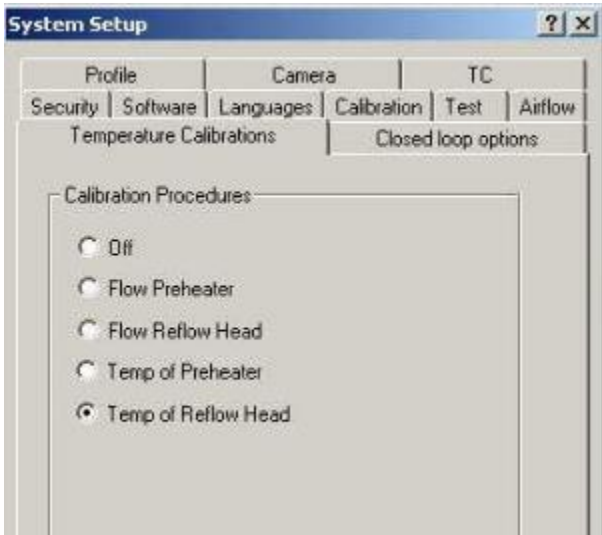 System Setup
Profile Camera TC
Security Software Languages Calibration Test Airflow
Temperature Calibrations Closed loop options
Calibration Procedures
Off
Flow Preheater
Flow Reflow Head
Temp of Preheater
Temp of Reflow Head